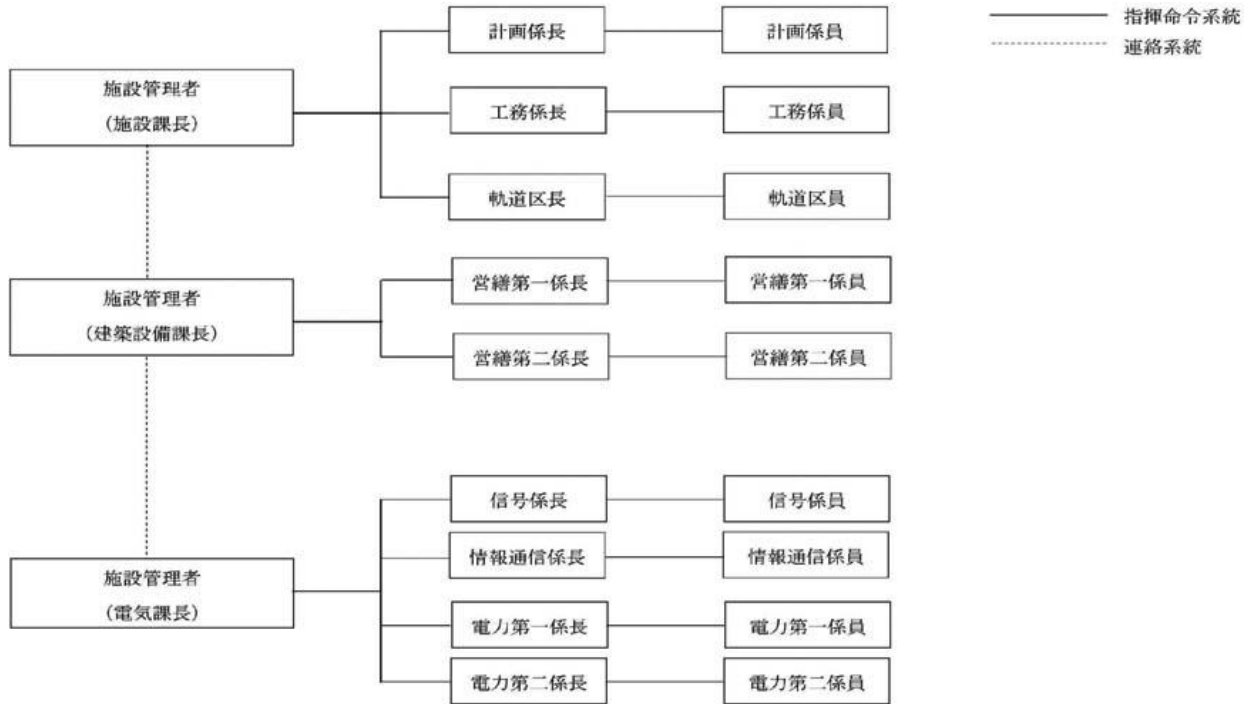 計画係長
計画係員
指揮命令系統
連絡系統
施設管理者
(施設課長)
工務係長
工務係員
軌道区長
軌道区員
施設管理者
(建築設備課長)
営繕第一係長
営繕第一係員
営繕第二係長
営繕第二係員
施設管理者
(電気課長)
信号係長
信号係員
情報通信係長
情報通信係員
電力第一係長
電力第一係員
電力第二係長
電力第二係員